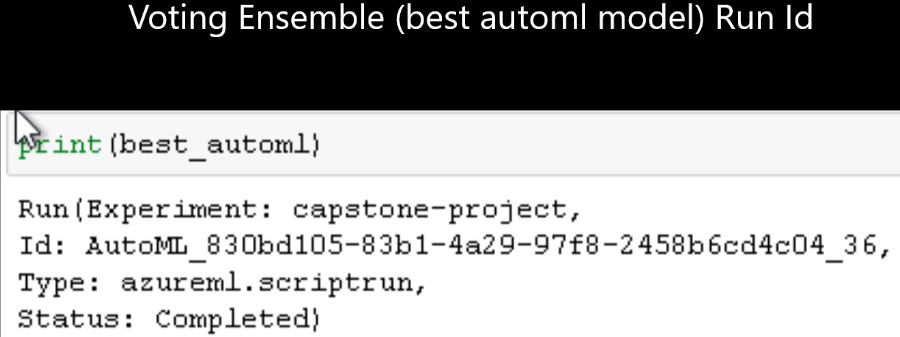 Voting Ensemble (best automl model) Run Id
print(best_automl)
Run(Experiment: capstone-project,
Id: AutoML_830bd105-83b1-4a29-97f8-2458b6cd4c04_36,
Type: azureml.scriptrun,
Status: Completed)